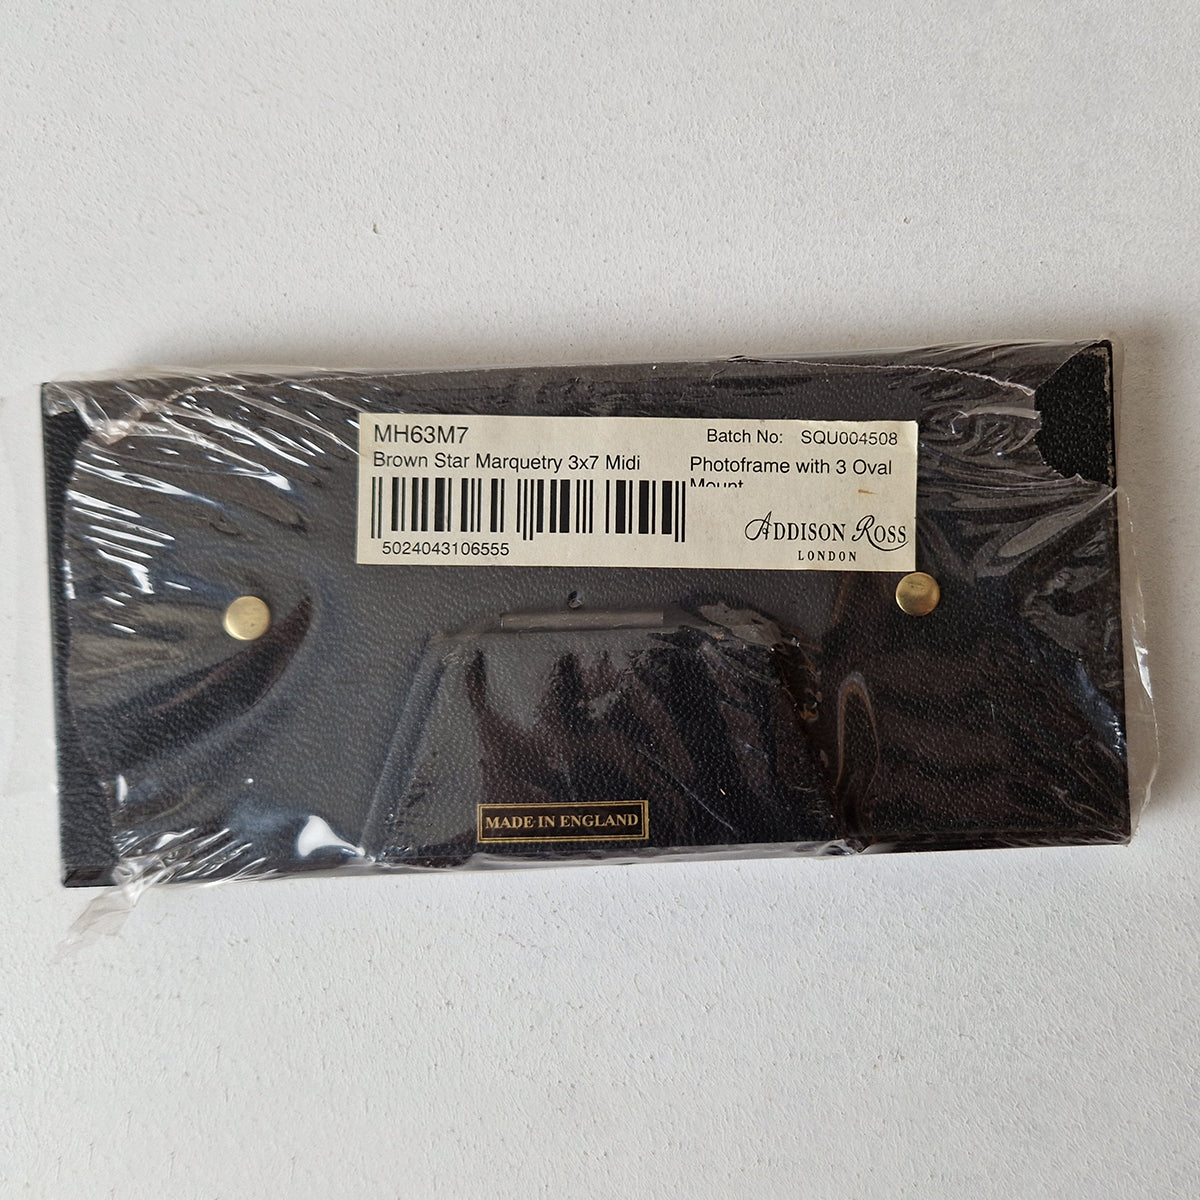 MH63M7 Batch No: SQU004508
Brown Star Marquetry 3x7 Midi Photoframe with 3 Oval
Mount
5024043106555
ADDISON ROSS
LONDON
MADE IN ENGLAND